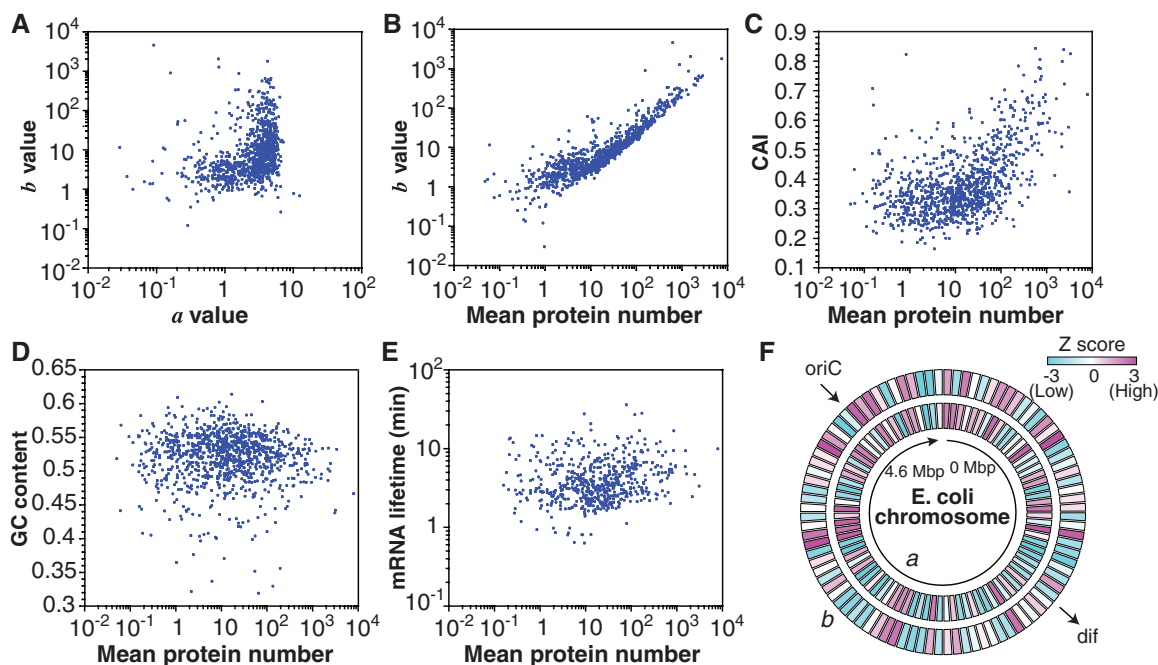 A
10⁴
10³
10²
10
1
10⁻¹
10⁻²
b value
10⁻² 10⁻¹ 1 10 10²
a value
B
10⁴
10³
10²
10
1
10⁻¹
10⁻²
b value
10⁻² 10⁻¹ 1 10 10² 10³ 10⁴
Mean protein number
C
0.9
0.8
0.7
0.6
0.5
0.4
0.3
0.2
0.1
CAI
10⁻² 10⁻¹ 1 10 10² 10³ 10⁴
Mean protein number
D
0.65
0.6
0.55
0.5
0.45
0.4
0.35
0.3
GC content
10⁻² 10⁻¹ 1 10 10² 10³ 10⁴
Mean protein number
E
10²
10
1
10⁻¹
mRNA lifetime (min)
10⁻² 10⁻¹ 1 10 10² 10³ 10⁴
Mean protein number
F
Z score
-3 0 3
(Low) (High)
oriC
4.6 Mbp 0 Mbp
E. coli
chromosome
a
b
dif